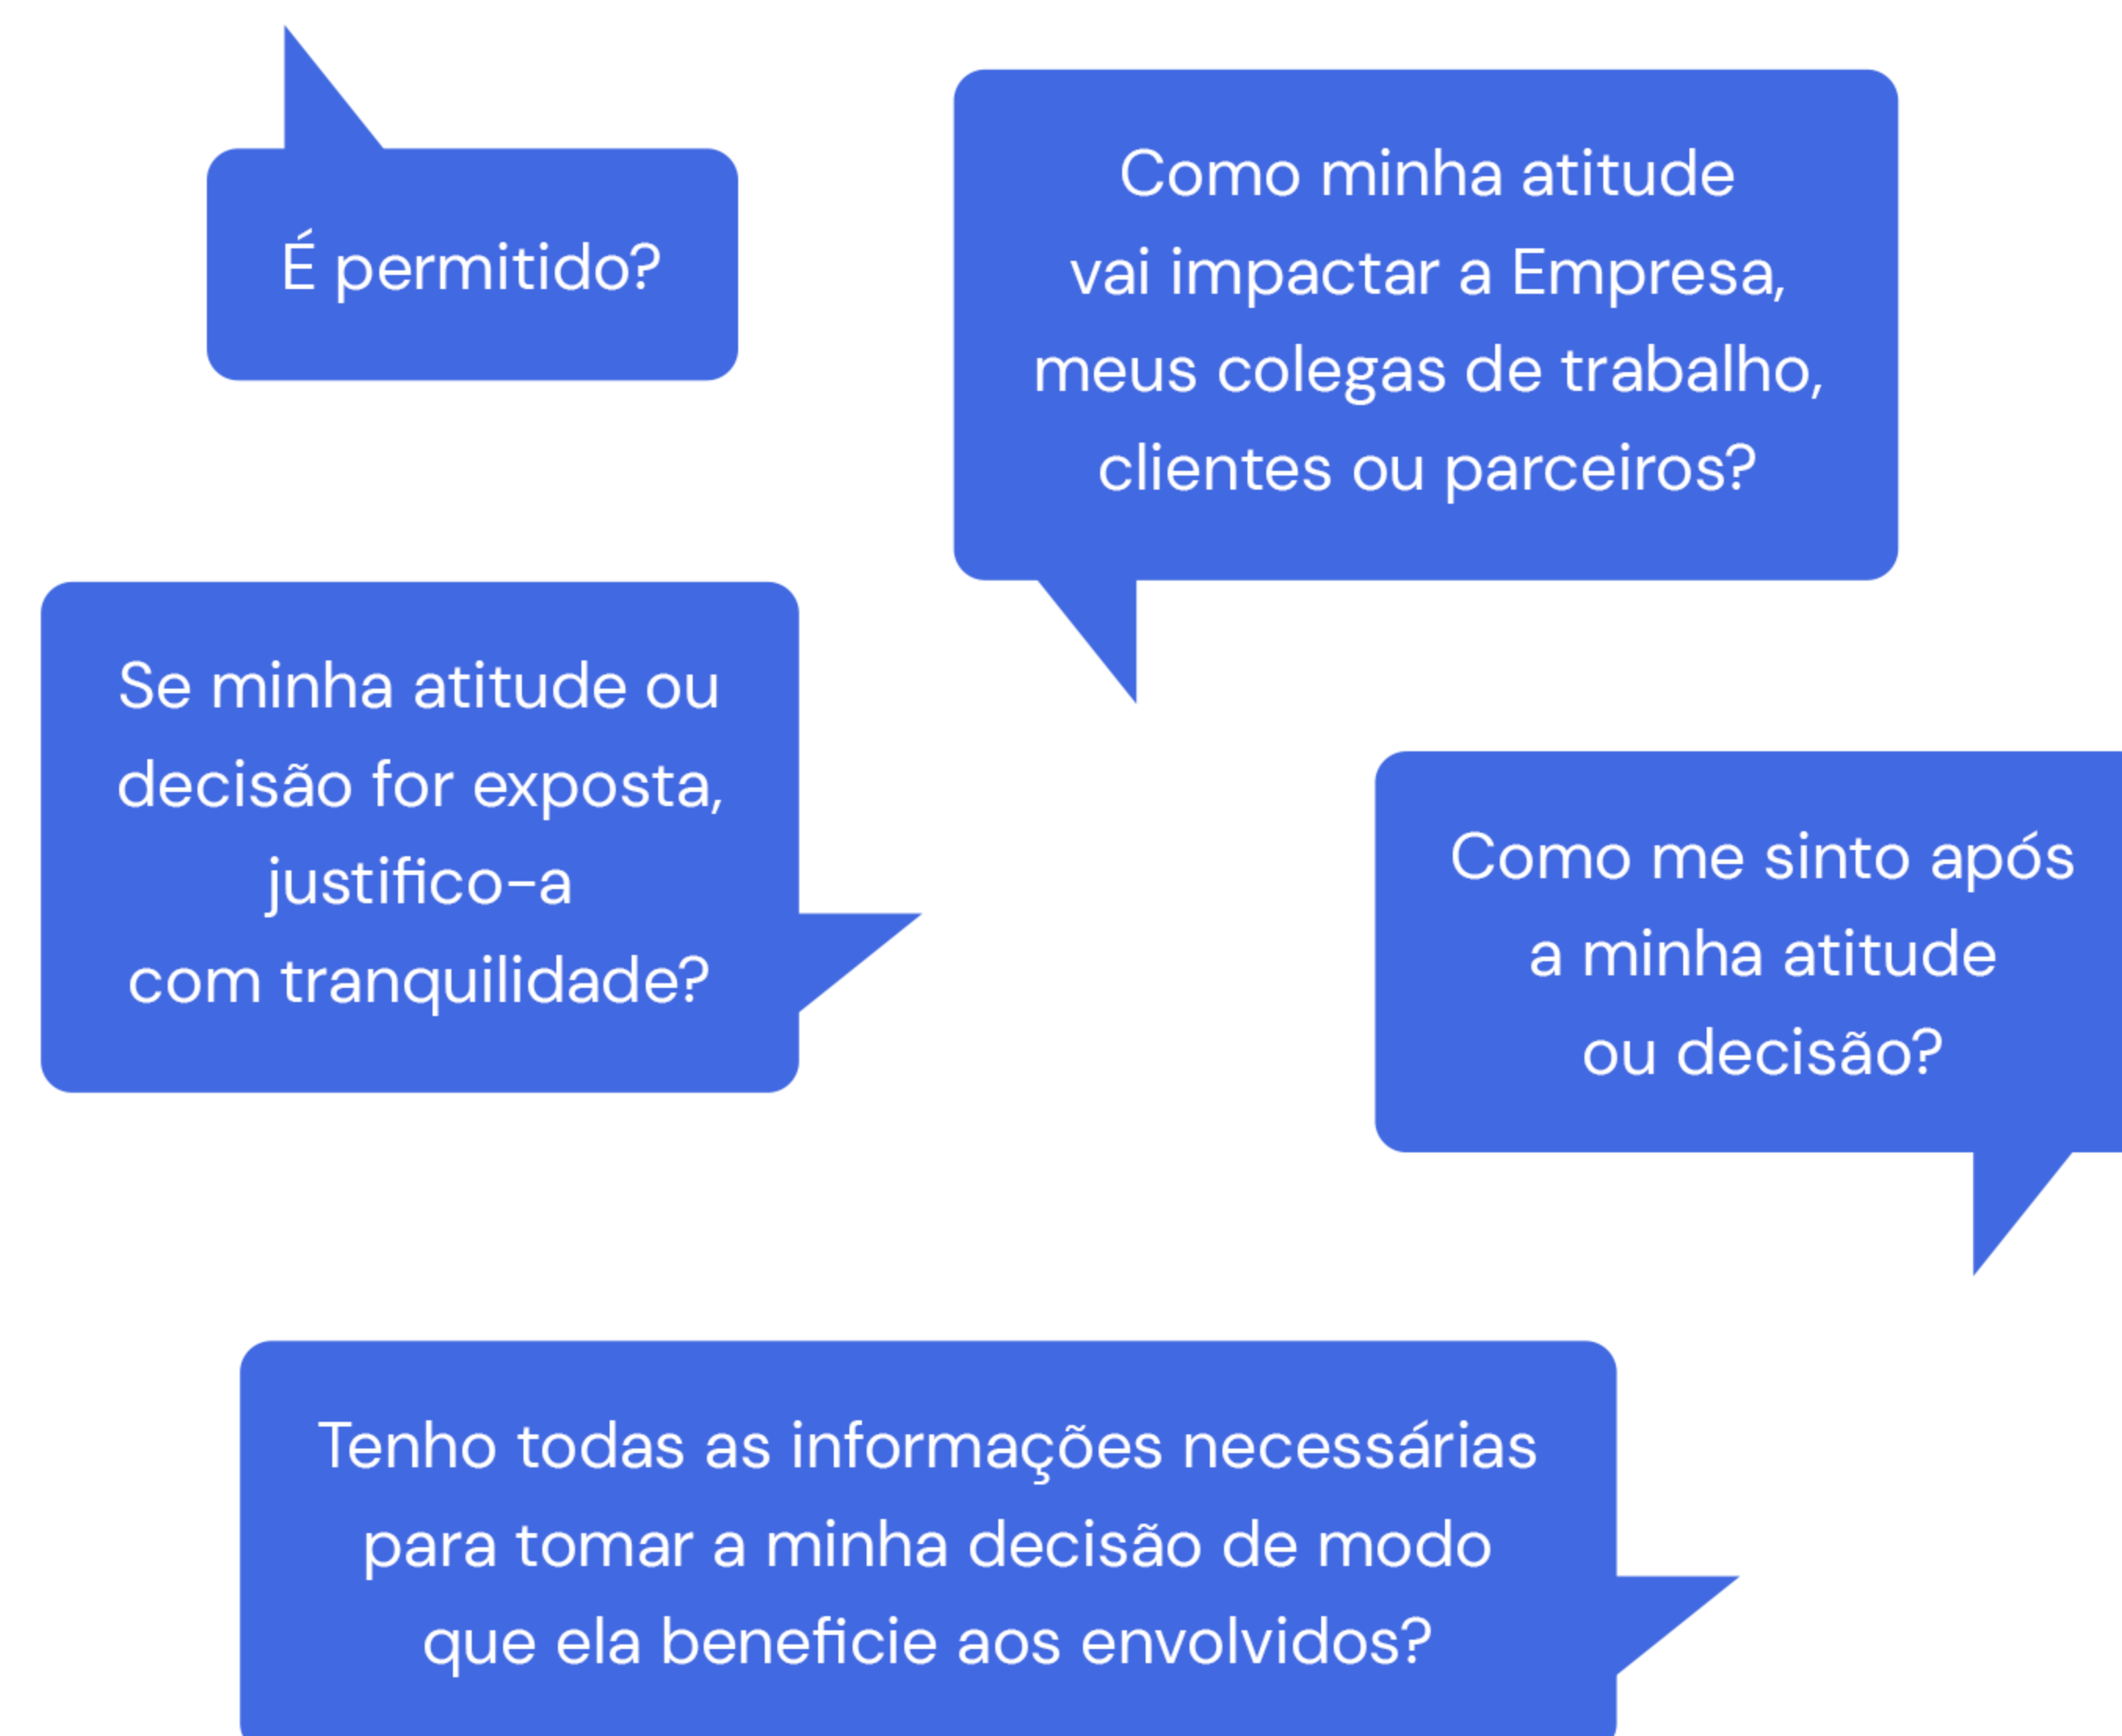 É permitido?
Como minha atitude
vai impactar a Empresa,
meus colegas de trabalho,
clientes ou parceiros?
Se minha atitude ou
decisão for exposta,
justifico-a
com tranquilidade?
Como me sinto após
a minha atitude
ou decisão?
Tenho todas as informações necessárias
para tomar a minha decisão de modo
que ela beneficie aos envolvidos?